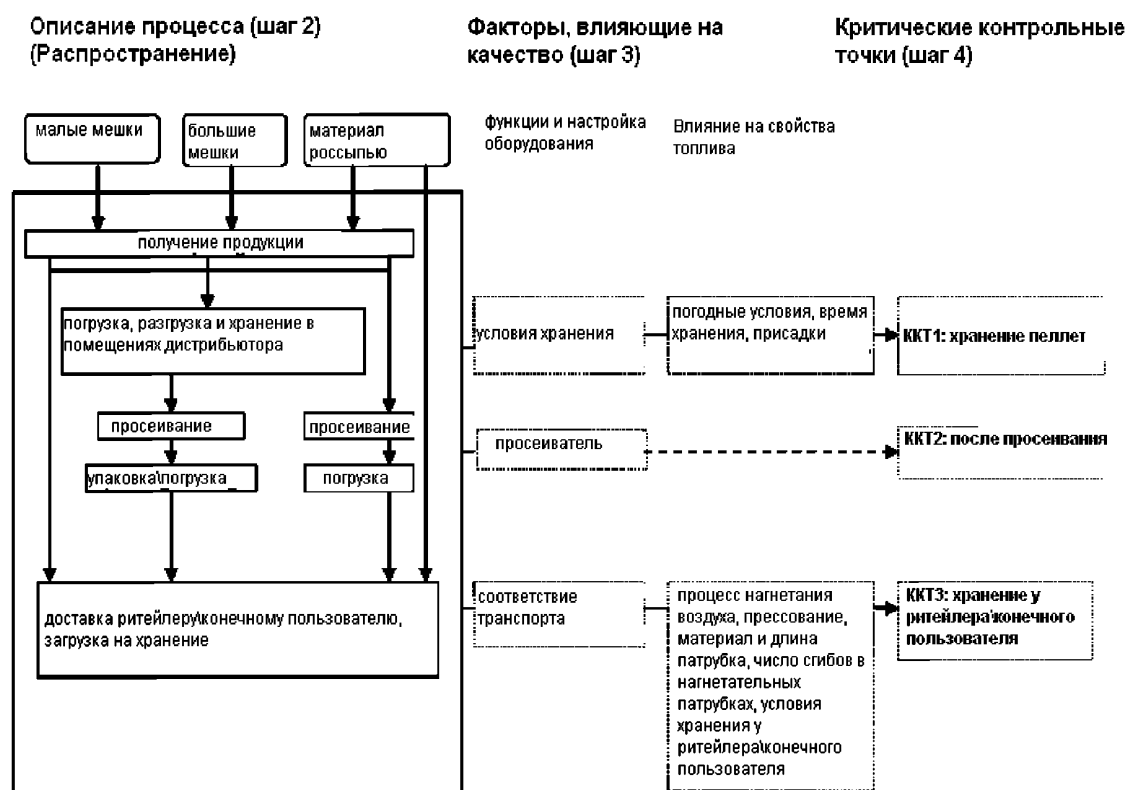 Описание процесса (шаг 2)
(Распространение)
Факторы, влияющие на
качество (шаг 3)
Критические контрольные
точки (шаг 4)
малые мешки
большие
мешки
материал
россыпью
функции и настройка
оборудования
Влияние на свойства
топлива
получение продукции
погрузка, разгрузка и хранение в
помещениях дистрибьютора
условия хранения
погодные условия, время
хранения, присадки
ККТ1: хранение пеллет
просеивание
просеивание
просеиватель
ККТ2: после просеивания
упаковка\погрузка
погрузка
доставка ритейлеру\конечному пользователю,
загрузка на хранение
соответствие
транспорта
процесс нагнетания
воздуха, прессование,
материал и длина
патрубка, число сгибов в
нагнетательных
патрубках, условия
хранения у
ритейлера\конечного
пользователя
ККТ3: хранение у
ритейлера\конечного
пользователя